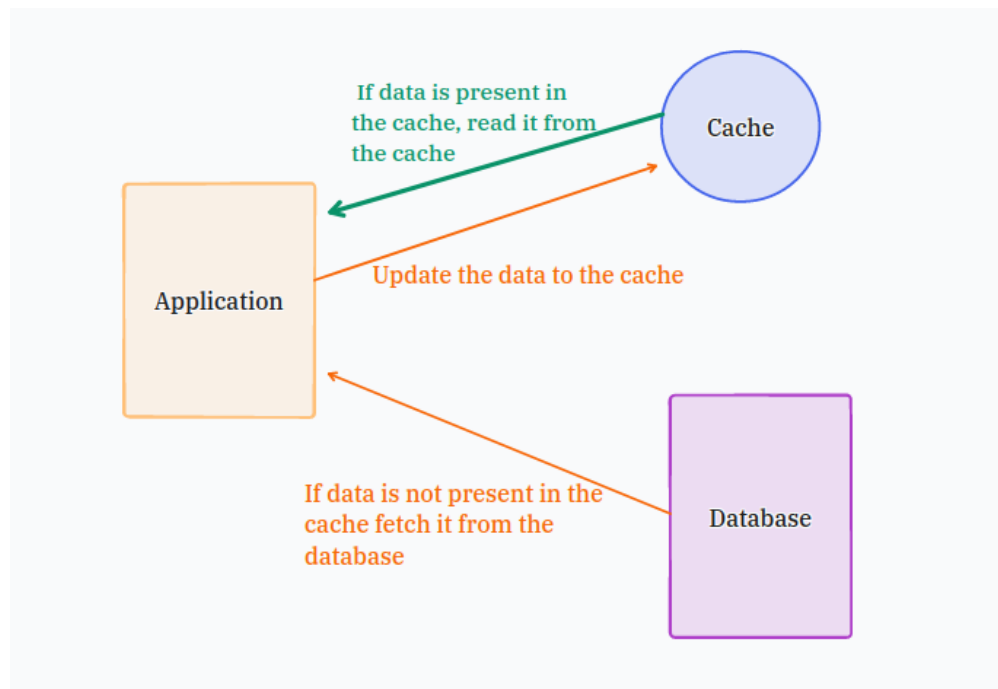 If data is present in
the cache, read it from
the cache
Cache
Application
Update the data to the cache
If data is not present in the
cache fetch it from the
database
Database